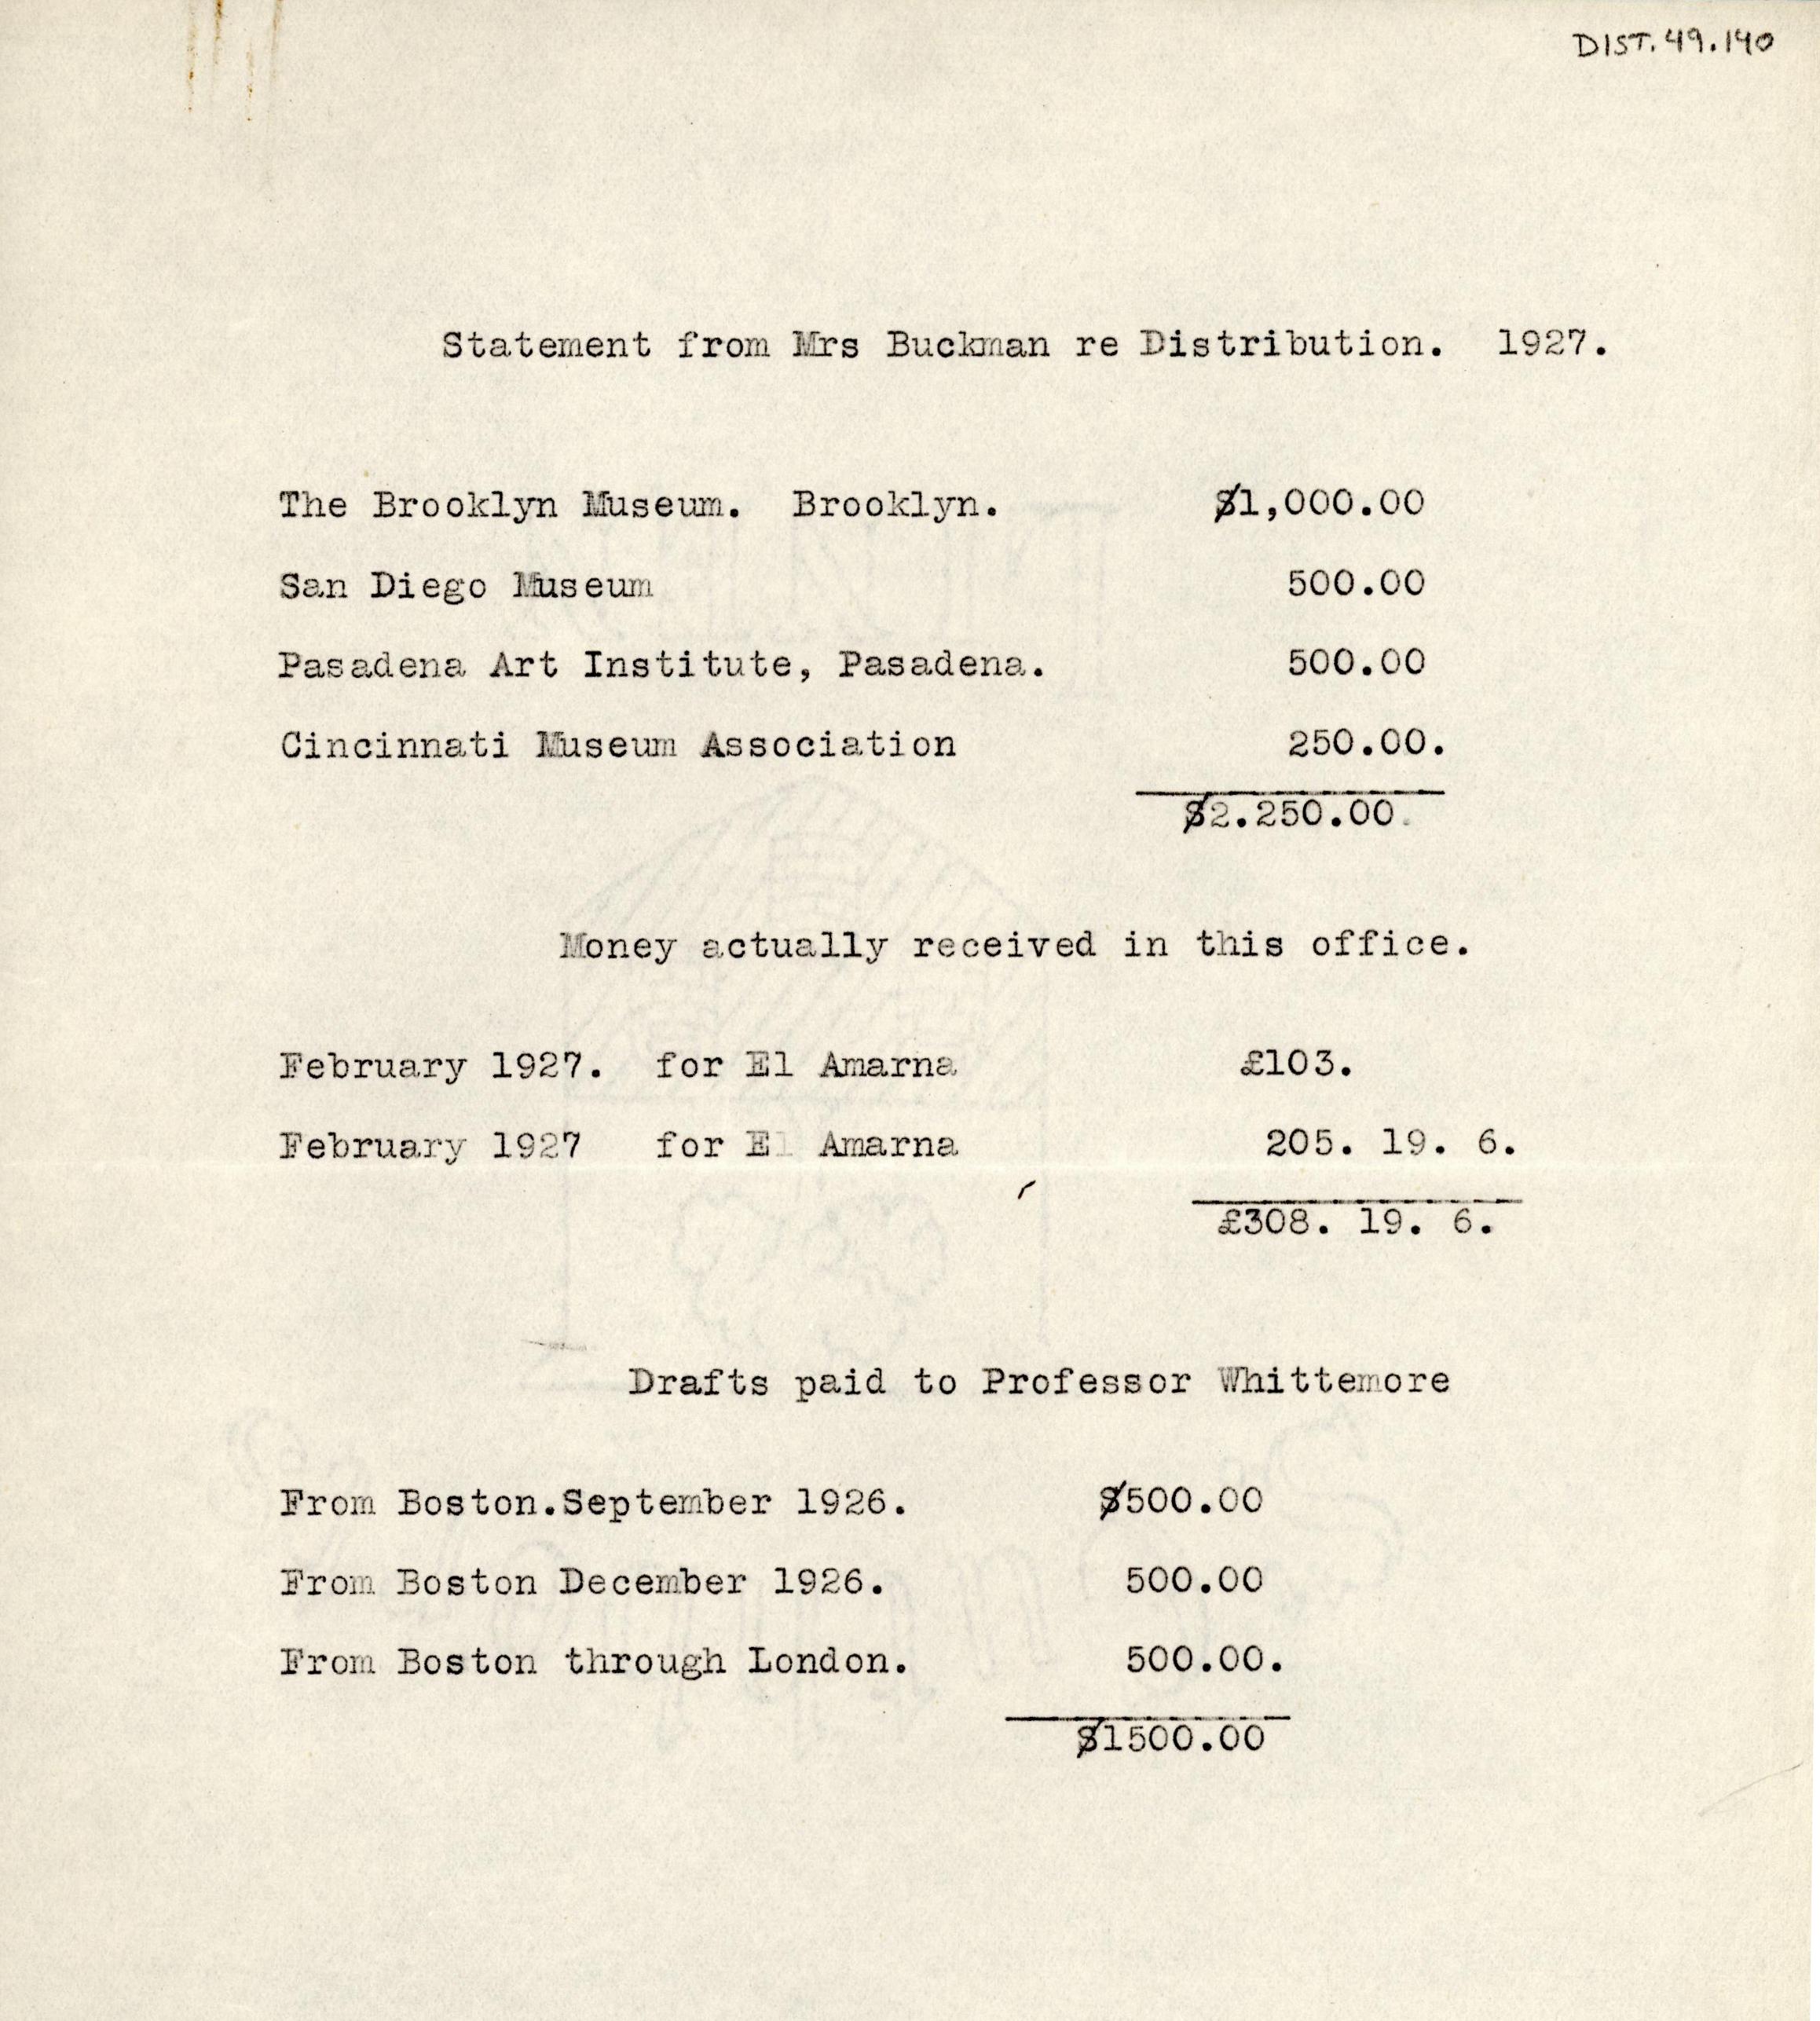 DIST.49.140
Statement from Mrs Buckman re Distribution. 1927.
The Brooklyn Museum. Brooklyn. $1,000.00
San Diego Museum 500.00
Pasadena Art Institute, Pasadena. 500.00
Cincinnati Museum Association 250.00.
$2.250.00.
Money actually received in this office.
February 1927. for El Amarna £103.
February 1927 for El Amarna 205. 19. 6.
£308. 19. 6.
Drafts paid to Professor Whittemore
From Boston.September 1926. $500.00
From Boston December 1926. 500.00
From Boston through London. 500.00.
$1500.00